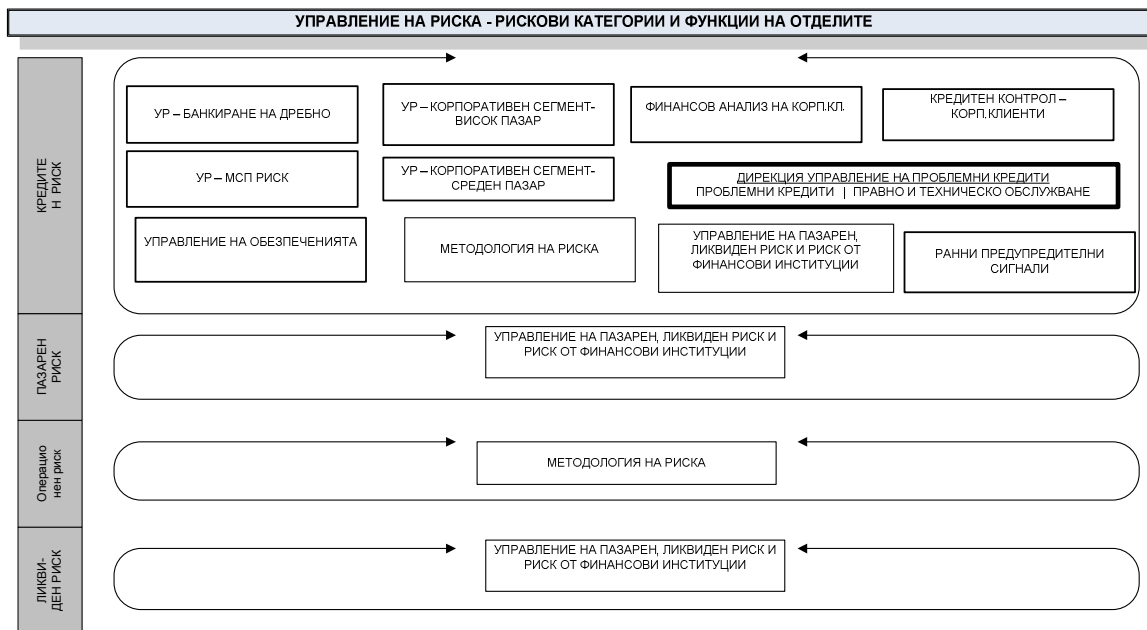 УПРАВЛЕНИЕ НА РИСКА - РИСКОВИ КАТЕГОРИИ И ФУНКЦИИ НА ОТДЕЛИТЕ
КРЕДИТЕ
Н РИСК
УР – БАНКИРАНЕ НА ДРЕБНО
УР – КОРПОРАТИВЕН СЕГМЕНТ-
ВИСОК ПАЗАР
ФИНАНСОВ АНАЛИЗ НА КОРП.КЛ.
КРЕДИТЕН КОНТРОЛ –
КОРП.КЛИЕНТИ
УР – МСП РИСК
УР – КОРПОРАТИВЕН СЕГМЕНТ-
СРЕДЕН ПАЗАР
ДИРЕКЦИЯ УПРАВЛЕНИЕ НА ПРОБЛЕМНИ КРЕДИТИ
ПРОБЛЕМНИ КРЕДИТИ | ПРАВНО И ТЕХНИЧЕСКО ОБСЛУЖВАНЕ
УПРАВЛЕНИЕ НА ОБЕЗПЕЧЕНИЯТА
МЕТОДОЛОГИЯ НА РИСКА
УПРАВЛЕНИЕ НА ПАЗАРЕН,
ЛИКВИДЕН РИСК И РИСК ОТ
ФИНАНСОВИ ИНСТИТУЦИИ
РАННИ ПРЕДУПРЕДИТЕЛНИ
СИГНАЛИ
ПАЗАРЕН
РИСК
УПРАВЛЕНИЕ НА ПАЗАРЕН, ЛИКВИДЕН РИСК И
РИСК ОТ ФИНАНСОВИ ИНСТИТУЦИИ
Операцио
нен риск
МЕТОДОЛОГИЯ НА РИСКА
ЛИКВИ-
ДЕН РИСК
УПРАВЛЕНИЕ НА ПАЗАРЕН, ЛИКВИДЕН РИСК И
РИСК ОТ ФИНАНСОВИ ИНСТИТУЦИИ